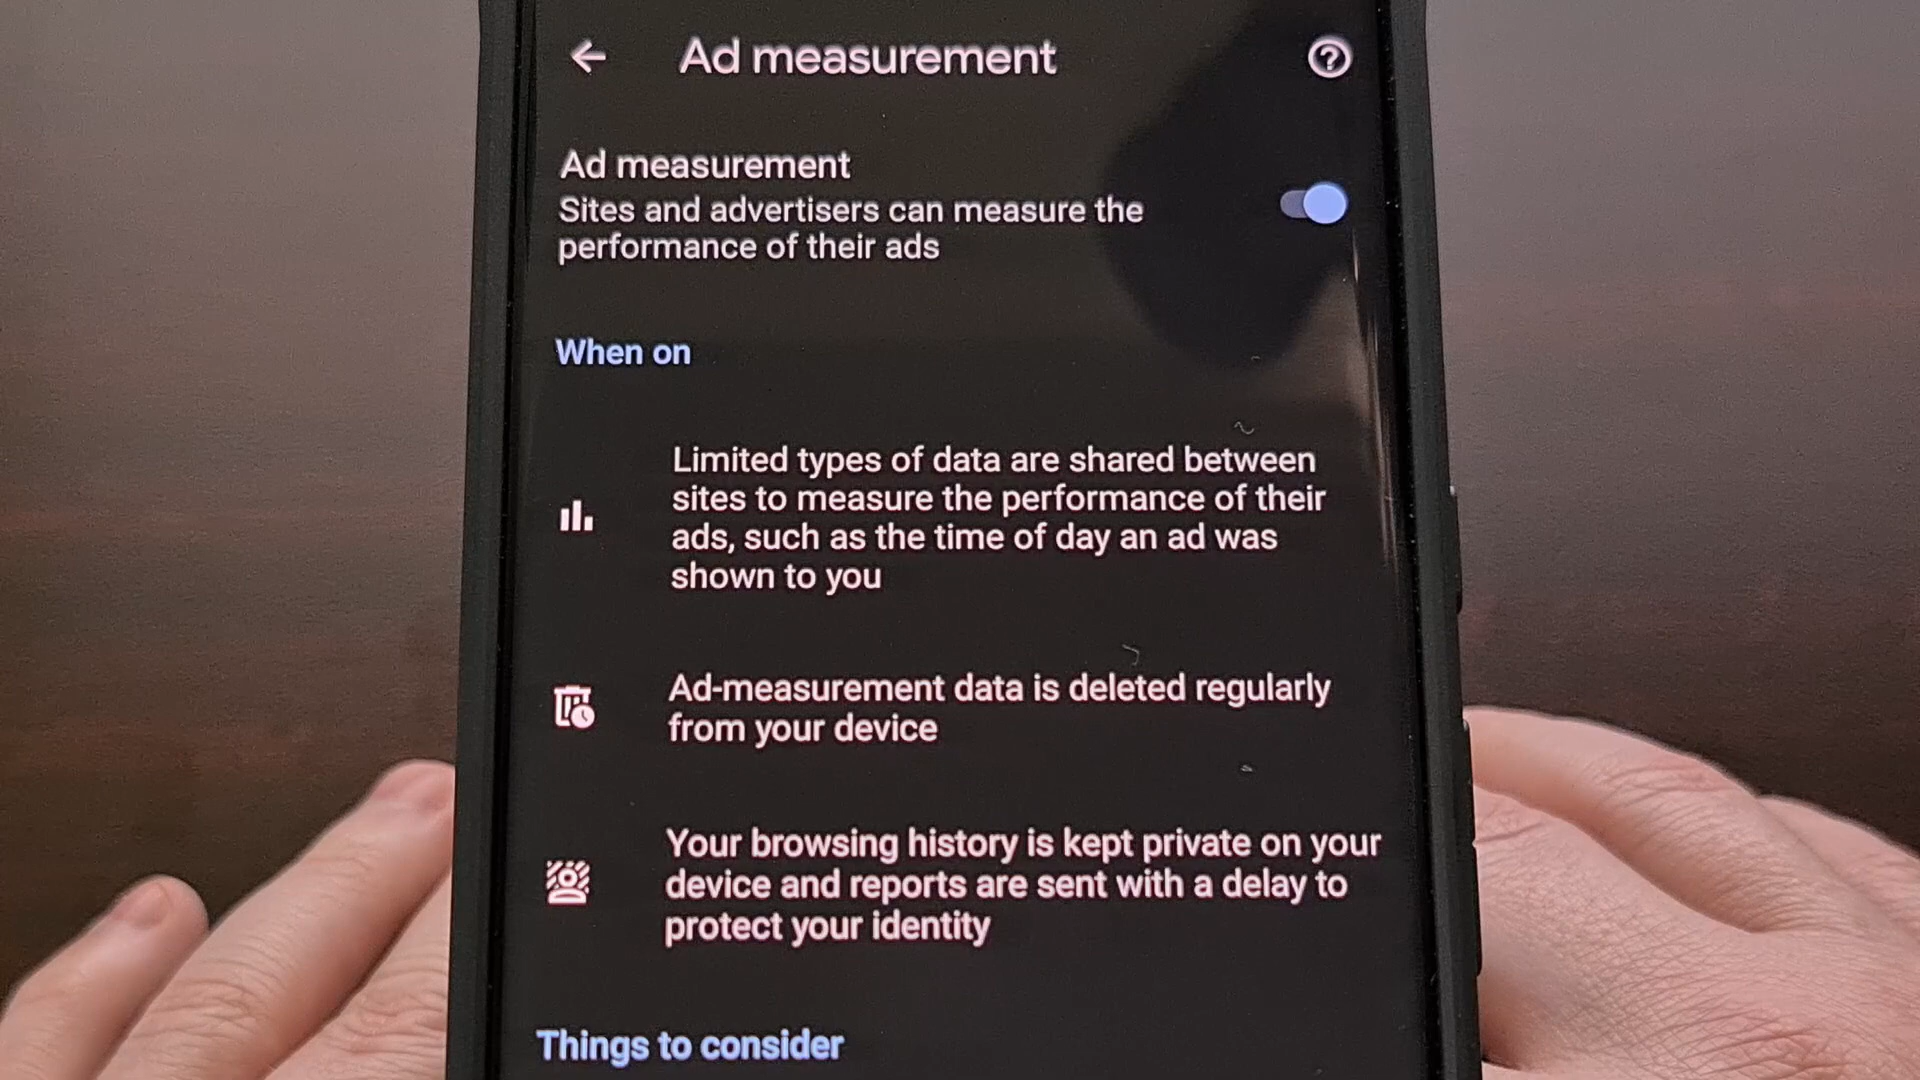 Ad measurement
Ad measurement
Sites and advertisers can measure the
performance of their ads
When on
Limited types of data are shared between
sites to measure the performance of their
ads, such as the time of day an ad was
shown to you
Ad-measurement data is deleted regularly
from your device
Your browsing history is kept private on your
device and reports are sent with a delay to
protect your identity
Things to consider